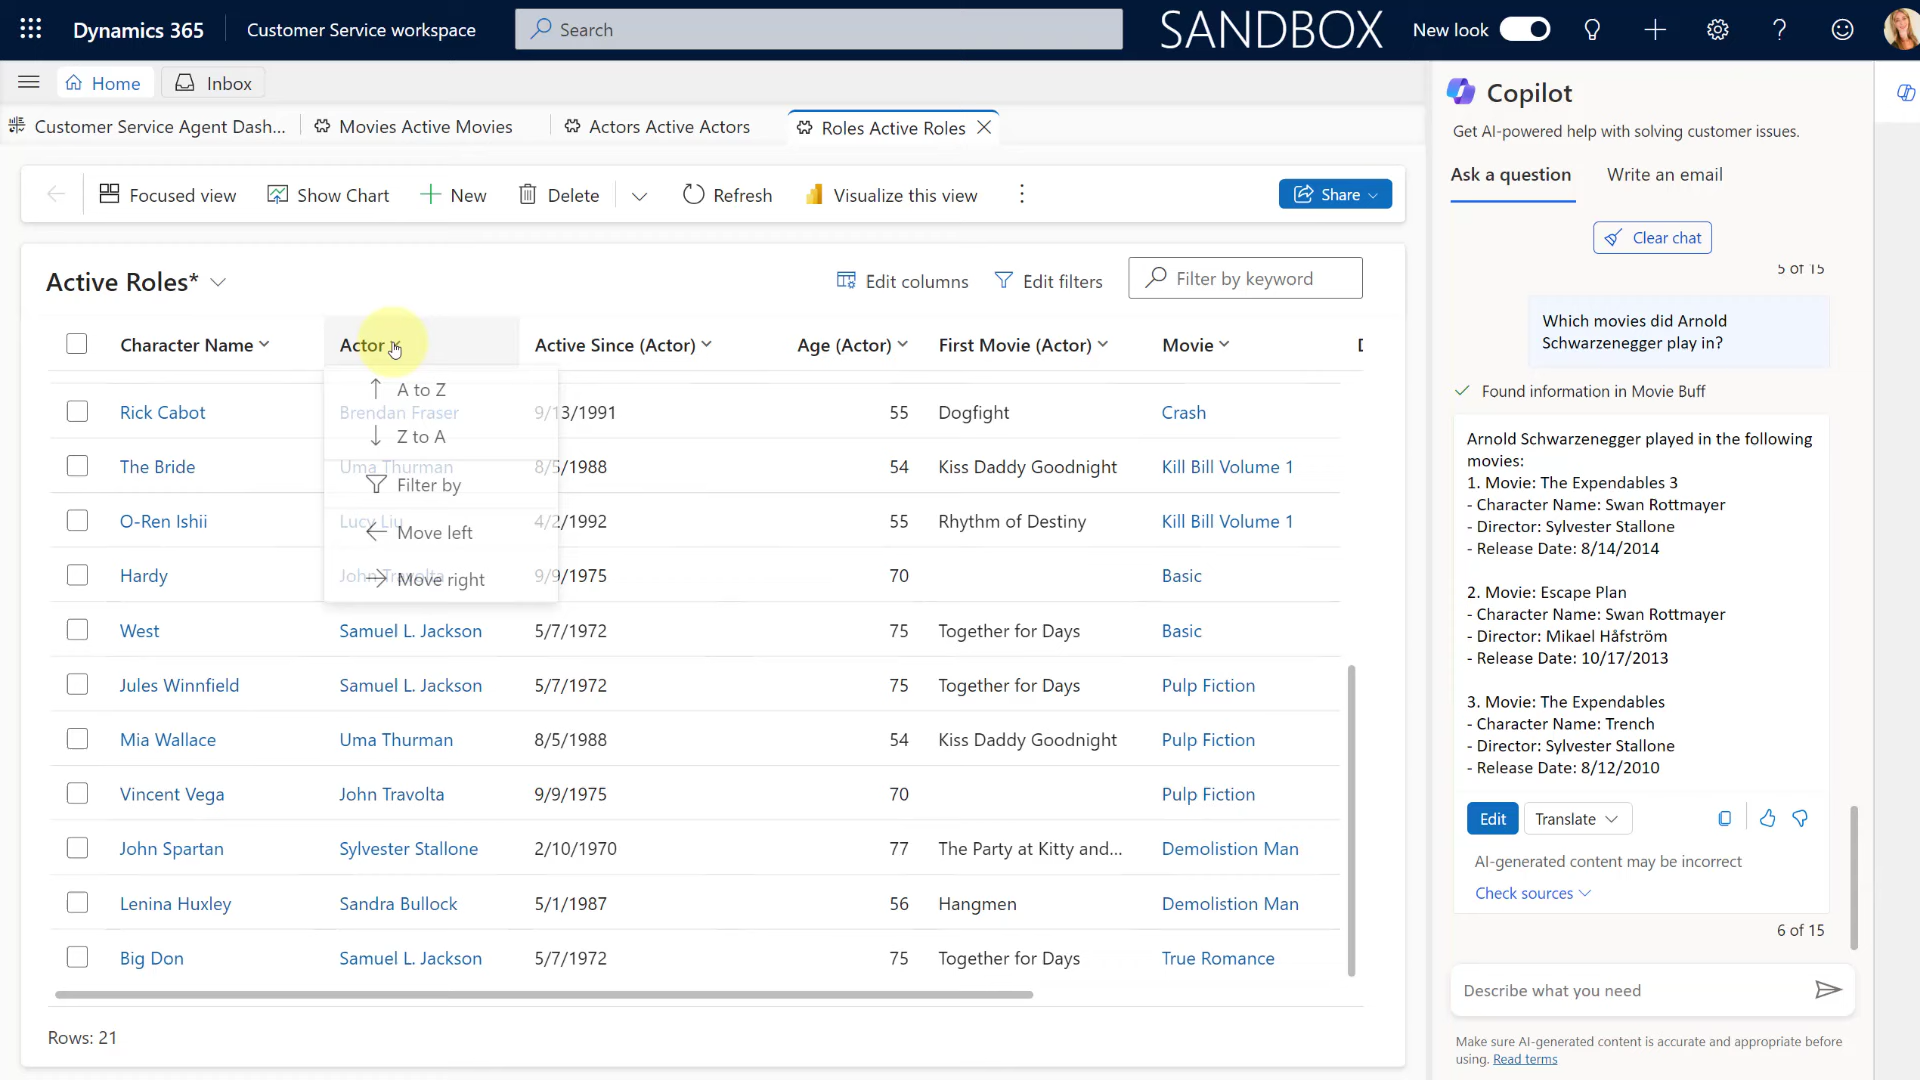 Dynamics 365
Customer Service workspace
Search
SANDBOX
New look
Home
Inbox
Customer Service Agent Dash...
Movies Active Movies
Actors Active Actors
Roles Active Roles
Focused view
Show Chart
New
Delete
Refresh
Visualize this view
Share
Active Roles*
Edit columns
Edit filters
Filter by keyword
Character Name
Actor
Active Since (Actor)
Age (Actor)
First Movie (Actor)
Movie
A to Z
Z to A
Filter by
Move left
Move right
Rick Cabot Brendan Fraser 9/13/1991 55 Dogfight Crash
The Bride Uma Thurman 8/5/1988 54 Kiss Daddy Goodnight Kill Bill Volume 1
O-Ren Ishii Lucy Liu 4/2/1992 55 Rhythm of Destiny Kill Bill Volume 1
Hardy John Travolta 9/9/1975 70 Basic
West Samuel L. Jackson 5/7/1972 75 Together for Days Basic
Jules Winnfield Samuel L. Jackson 5/7/1972 75 Together for Days Pulp Fiction
Mia Wallace Uma Thurman 8/5/1988 54 Kiss Daddy Goodnight Pulp Fiction
Vincent Vega John Travolta 9/9/1975 70 Pulp Fiction
John Spartan Sylvester Stallone 2/10/1970 77 The Party at Kitty and... Demolistion Man
Lenina Huxley Sandra Bullock 5/1/1987 56 Hangmen Demolistion Man
Big Don Samuel L. Jackson 5/7/1972 75 Together for Days True Romance
Rows: 21
Copilot
Get AI-powered help with solving customer issues.
Ask a question
Write an email
Clear chat
5 of 15
Which movies did Arnold
Schwarzenegger play in?
Found information in Movie Buff
Arnold Schwarzenegger played in the following
movies:
1. Movie: The Expendables 3
- Character Name: Swan Rottmayer
- Director: Sylvester Stallone
- Release Date: 8/14/2014
2. Movie: Escape Plan
- Character Name: Swan Rottmayer
- Director: Mikael Håfström
- Release Date: 10/17/2013
3. Movie: The Expendables
- Character Name: Trench
- Director: Sylvester Stallone
- Release Date: 8/12/2010
Edit
Translate
AI-generated content may be incorrect
Check sources
6 of 15
Describe what you need
Make sure AI-generated content is accurate and appropriate before
using. Read terms